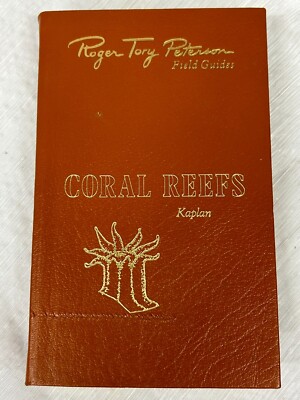 Roger Tory Peterson
Field Guides
CORAL REEFS
Kaplan